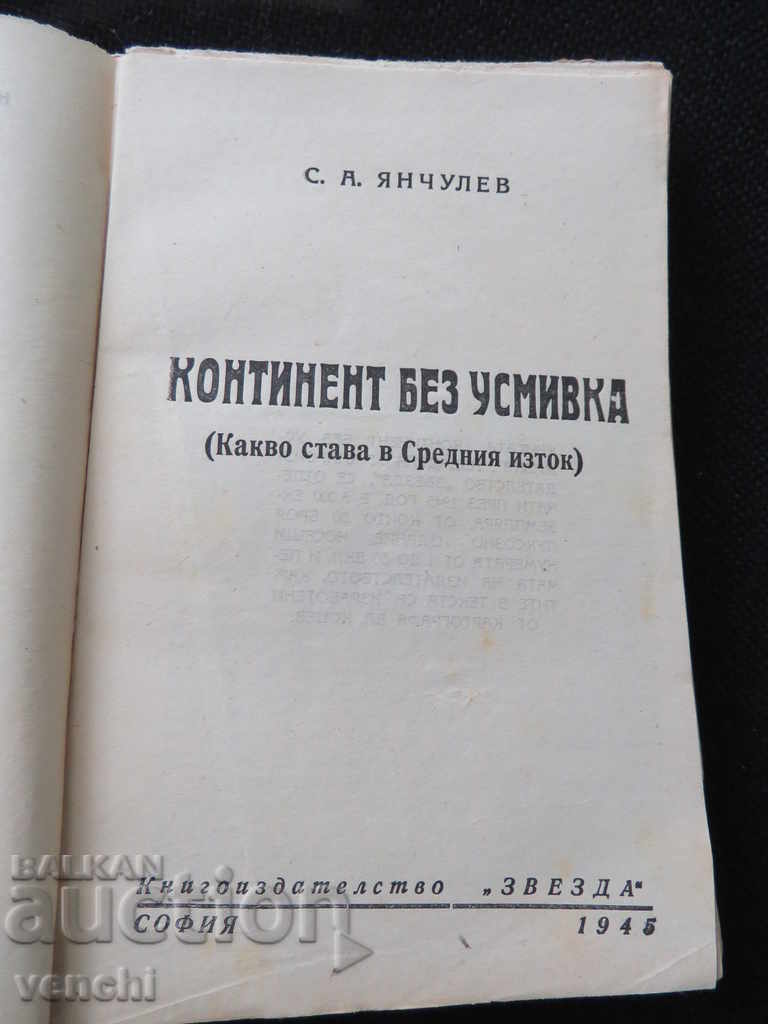 С. А. ЯНЧУЛЕВ
КОНТИНЕНТ БЕЗ УСМИВКА
(Какво става в Средния изток)
Книгоиздателство „ЗВЕЗДА“
СОФИЯ 1945
BALKAN
auction
venchi